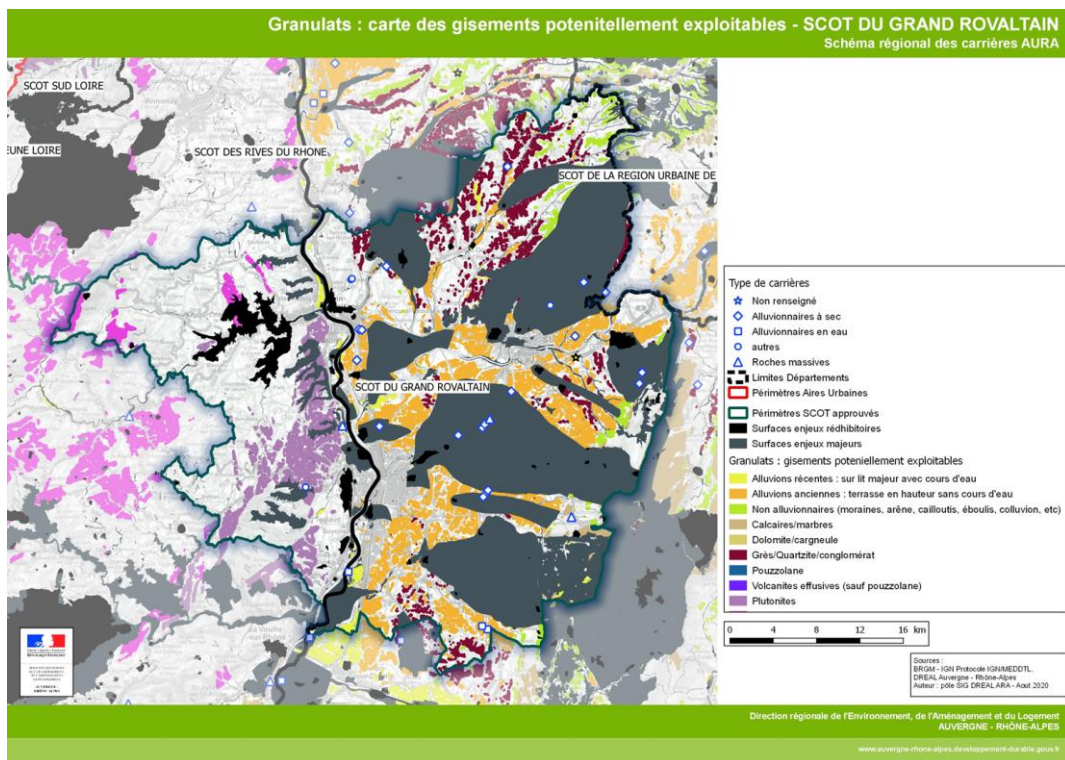 Granulats : carte des gisements potenitellement exploitables - SCOT DU GRAND ROVALTAIN
Schéma régional des carrières AURA
SCOT SUD LOIRE
EUNE LOIRE
SCOT DES RIVES DU RHONE
SCOT DE LA REGION URBAINE DE
SCOT DU GRAND ROVALTAIN
La Voulte-
sur-Rhône
Type de carrières
Non renseigné
Alluvionnaires à sec
Alluvionnaires en eau
autres
Roches massives
Limites Départements
Périmètres Aires Urbaines
Périmètres SCOT approuvés
Surfaces enjeux rédhibitoires
Surfaces enjeux majeurs
Granulats : gisements poteniellement exploitables
Alluvions récentes : sur lit majeur avec cours d'eau
Alluvions anciennes : terrasse en hauteur sans cours d'eau
Non alluvionnaires (moraines, arène, cailloutis, éboulis, colluvion, etc)
Calcaires/marbres
Dolomite/cargneule
Grès/Quartzite/conglomérat
Pouzzolane
Volcanites effusives (sauf pouzzolane)
Plutonites
0 4 8 12 16 km
Sources :
BRGM - IGN Protocole IGN/MEDDTL,
DREAL Auvergne - Rhône-Alpes
Auteur : pôle SIG DREAL ARA - Aout 2020
Direction régionale de l'Environnement, de l'Aménagement et du Logement
AUVERGNE - RHÔNE-ALPES
www.auvergne-rhone-alpes.developpement-durable.gouv.fr